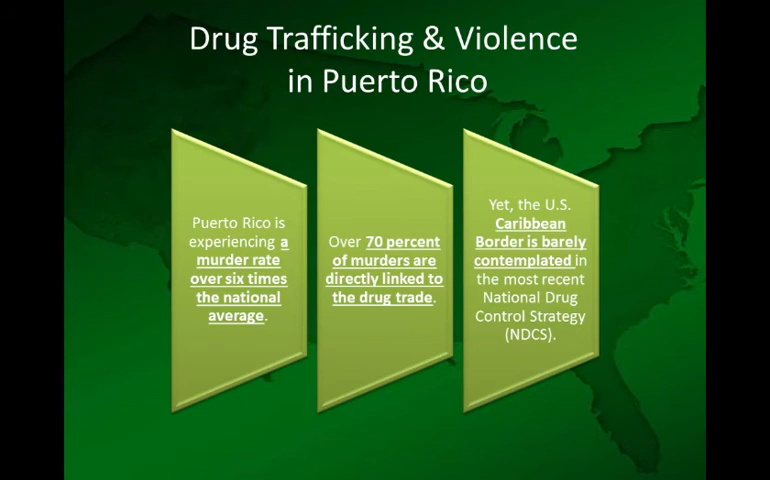 Drug Trafficking & Violence
in Puerto Rico
Puerto Rico is
experiencing a
murder rate
over six times
the national
average.
Over 70 percent
of murders are
directly linked to
the drug trade.
Yet, the U.S.
Caribbean
Border is barely
contemplated in
the most recent
National Drug
Control Strategy
(NDCS).